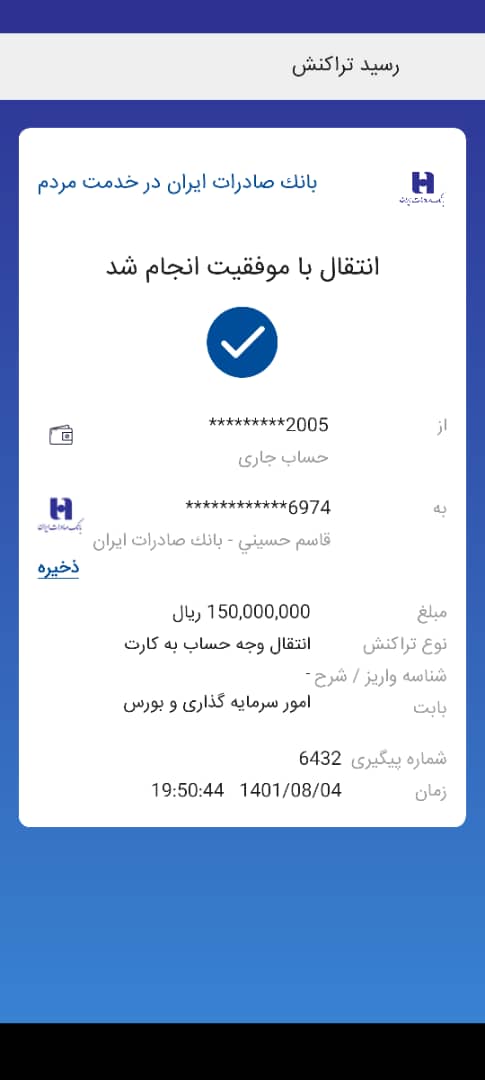 رسید تراکنش
بانك صادرات ایران در خدمت مردم
بانک صادرات ایران
انتقال با موفقیت انجام شد
از
*********2005
حساب جاری
به
************6974
قاسم حسيني - بانك صادرات ایران
بانک صادرات ایران
ذخیره
مبلغ 150,000,000 ریال
نوع تراکنش انتقال وجه حساب به کارت
شناسه واریز / شرح -
بابت امور سرمایه گذاری و بورس
شماره پیگیری 6432
زمان 1401/08/04 19:50:44